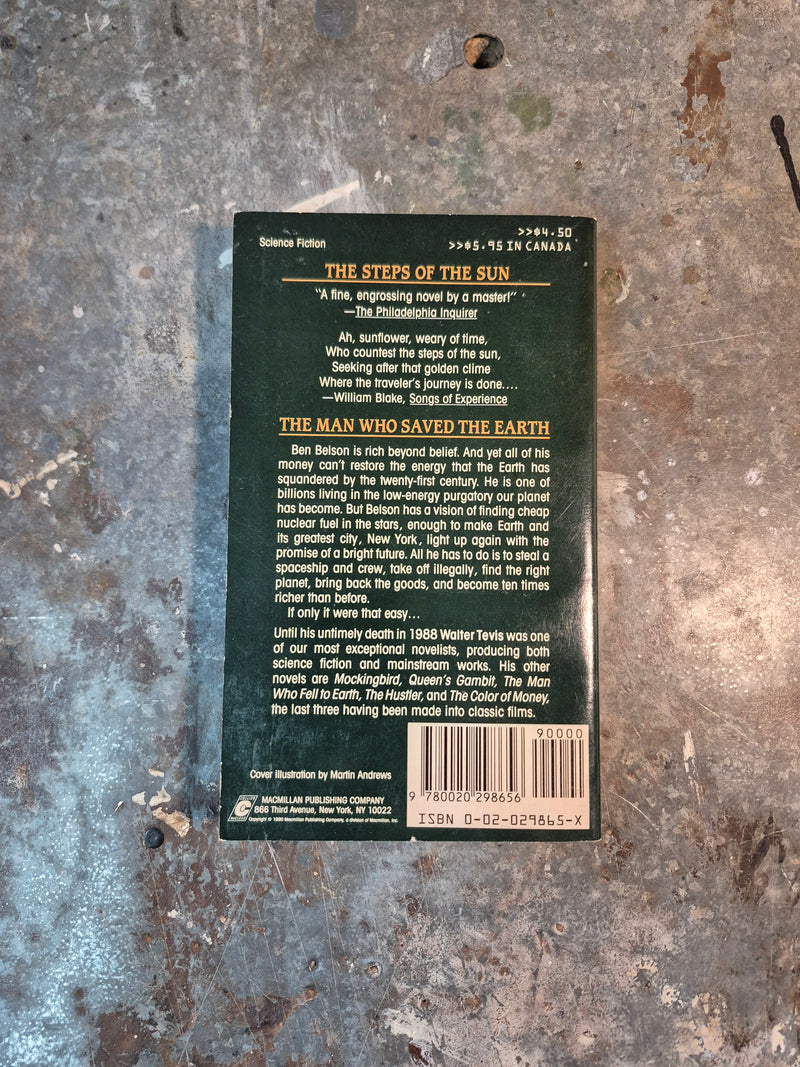 Science Fiction
>>$4.50
>>$5.95 IN CANADA
THE STEPS OF THE SUN
“A fine, engrossing novel by a master!”
—The Philadelphia Inquirer
Ah, sunflower, weary of time,
Who countest the steps of the sun,
Seeking after that golden clime
Where the traveler’s journey is done....
—William Blake, Songs of Experience
THE MAN WHO SAVED THE EARTH
Ben Belson is rich beyond belief. And yet all of his
money can’t restore the energy that the Earth has
squandered by the twenty-first century. He is one of
billions living in the low-energy purgatory our planet
has become. But Belson has a vision of finding cheap
nuclear fuel in the stars, enough to make Earth and
its greatest city, New York, light up again with the
promise of a bright future. All he has to do is to steal a
spaceship and crew, take off illegally, find the right
planet, bring back the goods, and become ten times
richer than before.
If only it were that easy...
Until his untimely death in 1988 Walter Tevis was one
of our most exceptional novelists, producing both
science fiction and mainstream works. His other
novels are Mockingbird, Queen’s Gambit, The Man
Who Fell to Earth, The Hustler, and The Color of Money,
the last three having been made into classic films.
90000
Cover illustration by Martin Andrews
9 780020 298656
MACMILLAN PUBLISHING COMPANY
866 Third Avenue, New York, NY 10022
Copyright © 1990 Macmillan Publishing Company, a division of Macmillan, Inc.
ISBN 0-02-029865-X